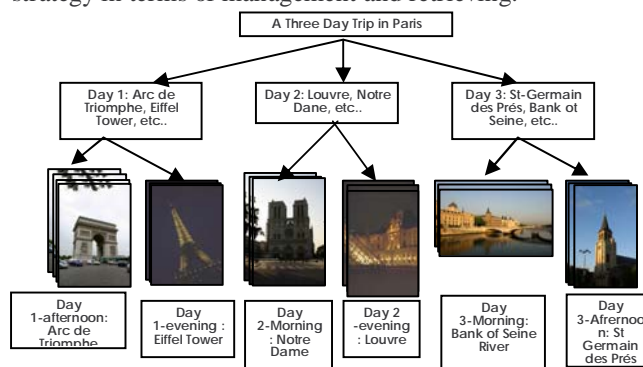 strategy in terms of management and retrieving.
A Three Day Trip in Paris
Day 1: Arc de
Triomphe, Eiffel
Tower, etc..
Day 2: Louvre, Notre
Dane, etc..
Day 3: St-Germain
des Prés, Bank ot
Seine, etc..
Day
1-afternoon:
Arc de
Triomphe
Day
1-evening :
Eiffel Tower
Day
2-Morning
: Notre
Dame
Day 2
-evening
: Louvre
Day
3-Morning:
Bank of Seine
River
Day
3-Afrernoo
n: St
Germain
des Prés